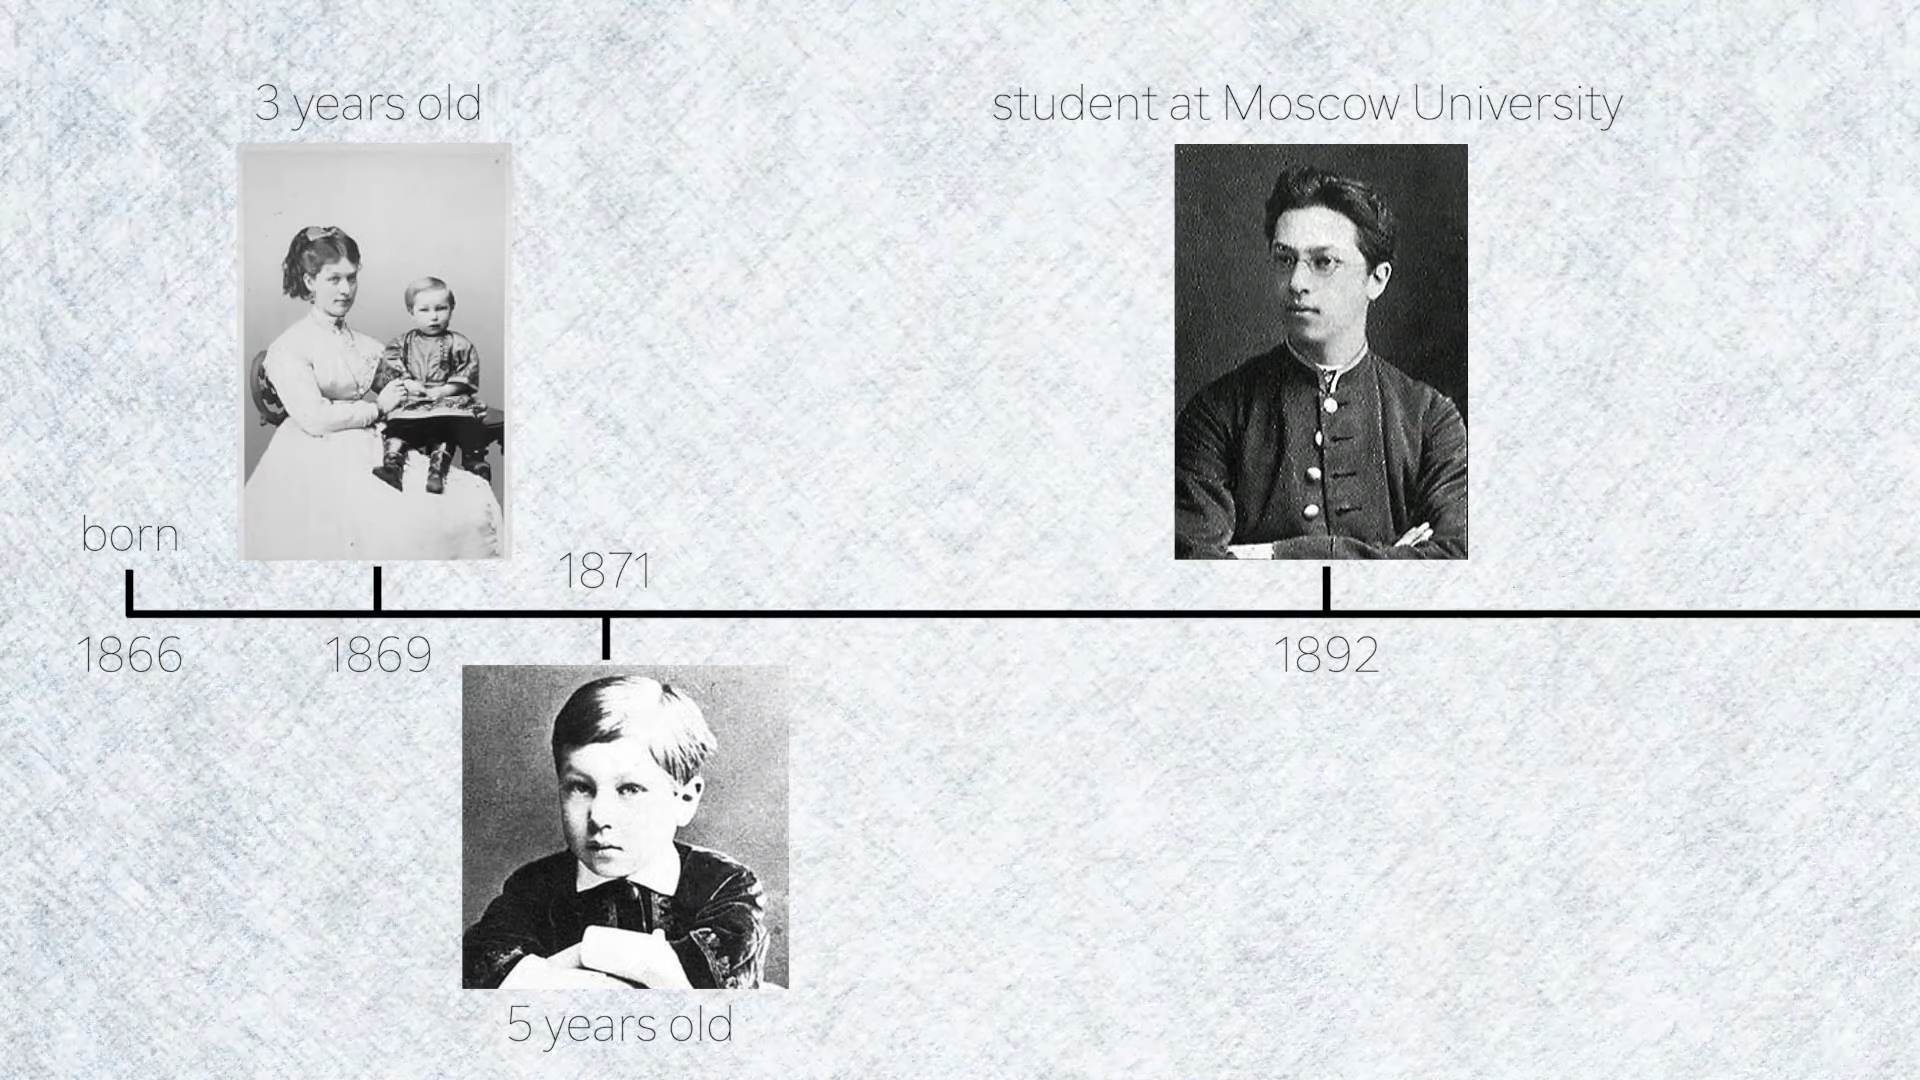 3 years old
student at Moscow University
born
1871
1866
1869
1892
5 years old